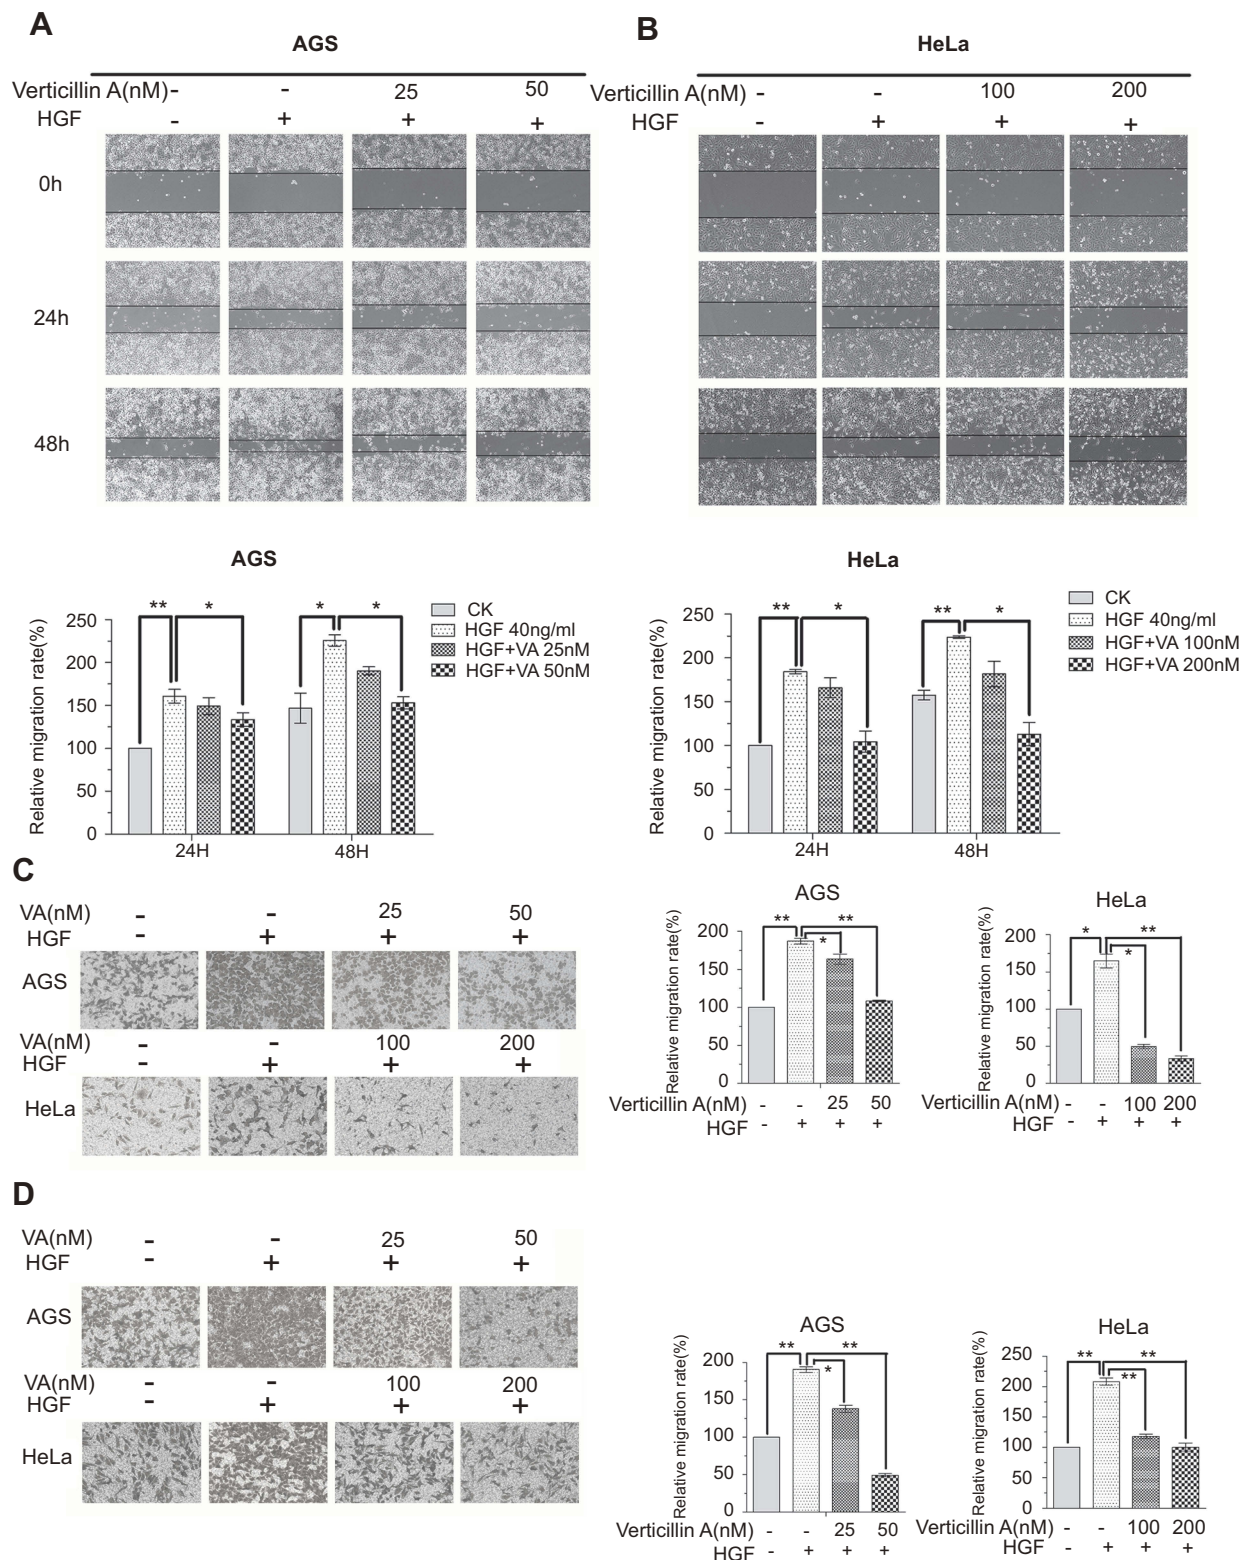 A
AGS
Verticillin A(nM) - - 25 50
HGF - + + +
0h
24h
48h
B
HeLa
Verticillin A(nM) - - 100 200
HGF - + + +
AGS
Relative migration rate(%)
250
200
150
100
50
0
** * * *
24H 48H
CK
HGF 40ng/ml
HGF+VA 25nM
HGF+VA 50nM
HeLa
Relative migration rate(%)
250
200
150
100
50
0
** * ** *
24H 48H
CK
HGF 40ng/ml
HGF+VA 100nM
HGF+VA 200nM
C
VA(nM) - - 25 50
HGF - + + +
AGS
VA(nM) - - 100 200
HGF - + + +
HeLa
AGS
Relative migration rate(%)
200
150
100
50
0
** **
*
Verticillin A(nM) - - 25 50
HGF - + + +
HeLa
Relative migration rate(%)
200
150
100
50
0
* **
*
Verticillin A(nM) - - 100 200
HGF - + + +
D
VA(nM) - - 25 50
HGF - + + +
AGS
VA(nM) - - 100 200
HGF - + + +
HeLa
AGS
Relative migration rate(%)
200
150
100
50
0
** **
*
Verticillin A(nM) - - 25 50
HGF - + + +
HeLa
Relative migration rate(%)
250
200
150
100
50
0
** **
**
Verticillin A(nM) - - 100 200
HGF - + + +